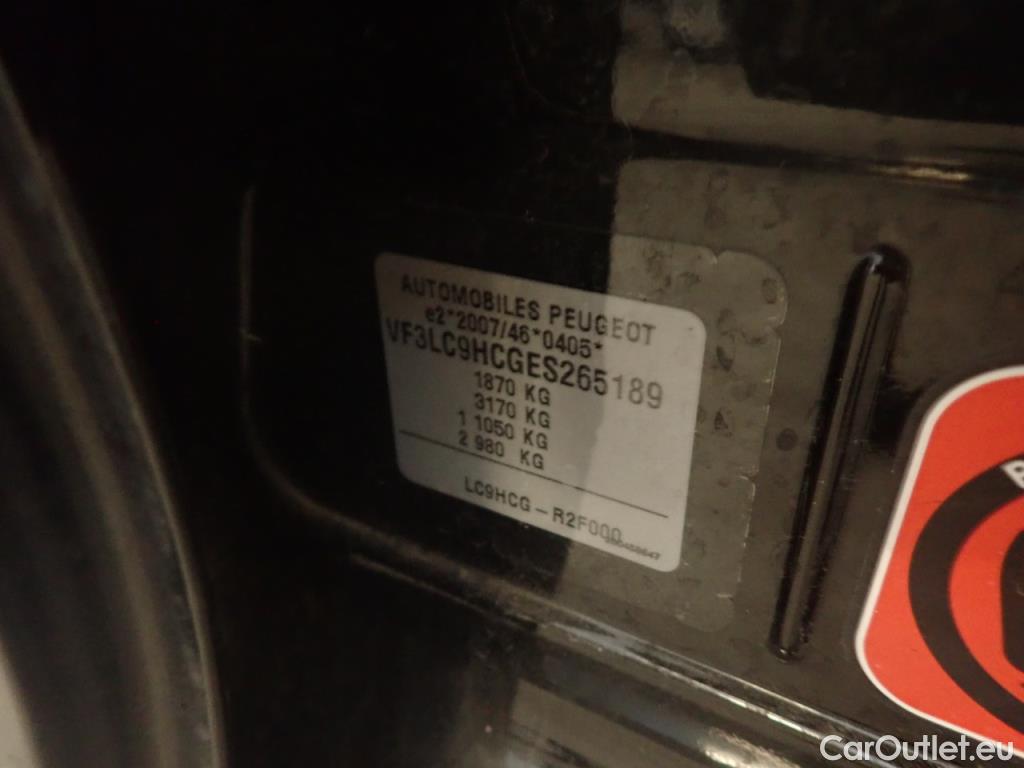 AUTOMOBILES PEUGEOT
e2*2007/46*0405*
VF3LC9HCGES265189
1870 KG
3170 KG
1 1050 KG
2 980 KG
LC9HCG-R2F000
CarOutlet.eu